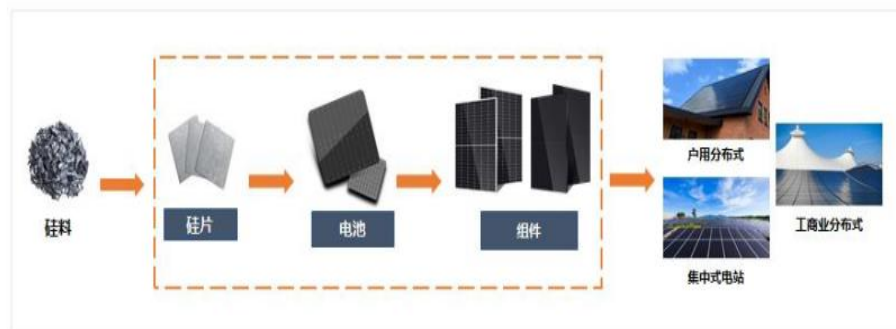 硅料
硅片
电池
组件
户用分布式
工商业分布式
集中式电站